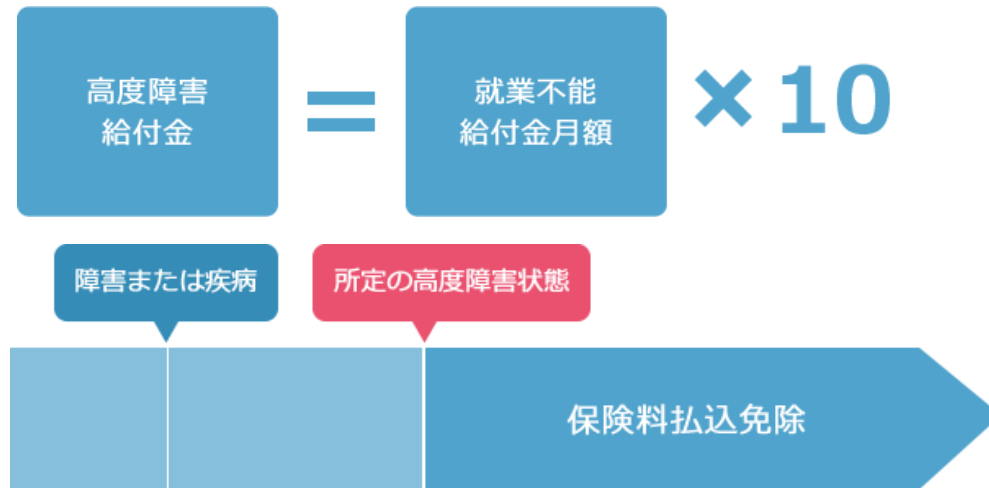 高度障害
給付金
=
就業不能
給付金月額
×10
障害または疾病
所定の高度障害状態
保険料払込免除